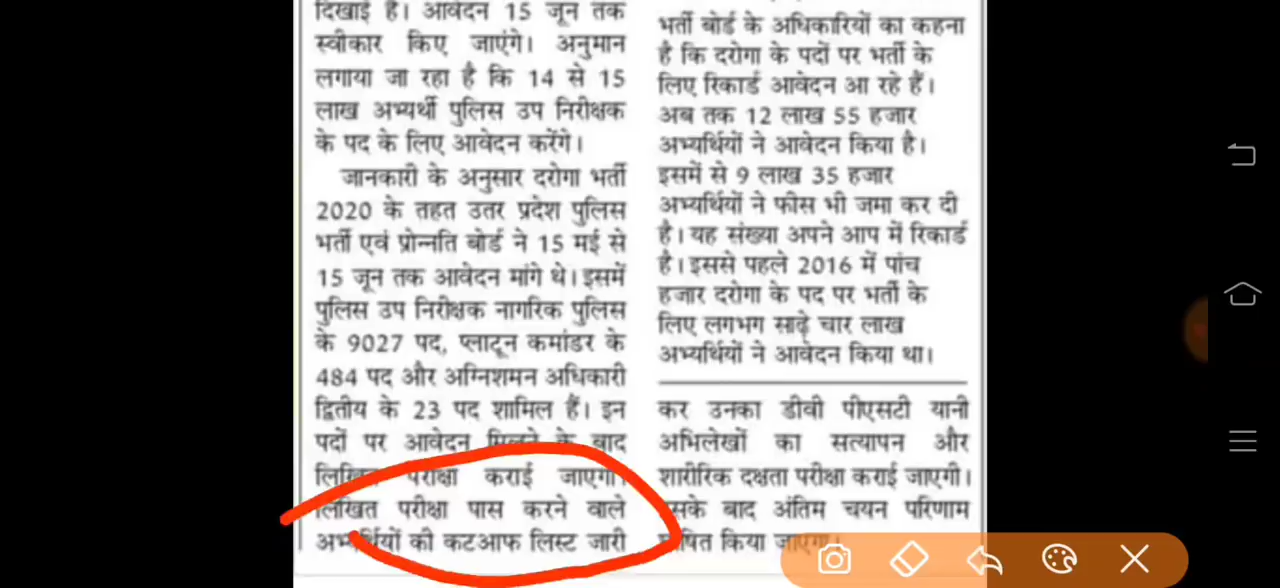 दिखाई है। आवेदन 15 जून तक
स्वीकार किए जाएंगे। अनुमान
लगाया जा रहा है कि 14 से 15
लाख अभ्यर्थी पुलिस उप निरीक्षक
के पद के लिए आवेदन करेंगे।
जानकारी के अनुसार दरोगा भर्ती
2020 के तहत उतर प्रदेश पुलिस
भर्ती एवं प्रोन्नति बोर्ड ने 15 मई से
15 जून तक आवेदन मांगे थे। इसमें
पुलिस उप निरीक्षक नागरिक पुलिस
के 9027 पद, प्लाटून कमांडर के
484 पद और अग्निशमन अधिकारी
द्वितीय के 23 पद शामिल हैं। इन
पदों पर आवेदन मिलने के बाद
लिखित परीक्षा कराई जाएगी।
लिखित परीक्षा पास करने वाले
अभ्यर्थियों की कटआफ लिस्ट जारी
भर्ती बोर्ड के अधिकारियों का कहना
है कि दरोगा के पदों पर भर्ती के
लिए रिकार्ड आवेदन आ रहे हैं।
अब तक 12 लाख 55 हजार
अभ्यर्थियों ने आवेदन किया है।
इसमें से 9 लाख 35 हजार
अभ्यर्थियों ने फीस भी जमा कर दी
है। यह संख्या अपने आप में रिकार्ड
है। इससे पहले 2016 में पांच
हजार दरोगा के पद पर भर्ती के
लिए लगभग साढ़े चार लाख
अभ्यर्थियों ने आवेदन किया था।
कर उनका डीवी पीएसटी यानी
अभिलेखों का सत्यापन और
शारीरिक दक्षता परीक्षा कराई जाएगी।
के बाद अंतिम चयन परिणाम
किया जाएगा।